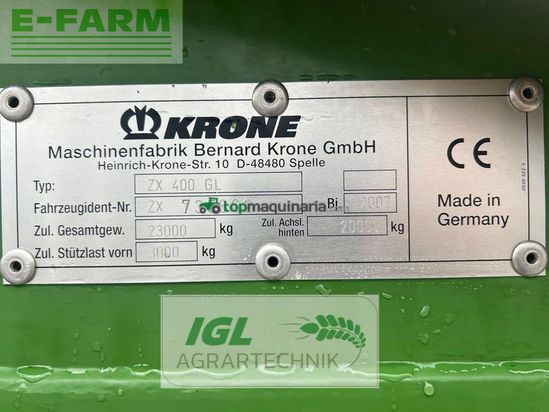 E-FARM
KRONE
Maschinenfabrik Bernard Krone GmbH
Heinrich-Krone-Str. 10 D-48480 Spelle
Typ: ZX 400 GL
Fahrzeugident-Nr. ZX Bj 2007
topmaquinaria
Zul. Gesamtgew. 23000 kg Zul. Achsl. hinten 20000 kg
Zul. Stützlast vorn 3000 kg
CE
Made in
Germany
IGL
AGRARTECHNIK